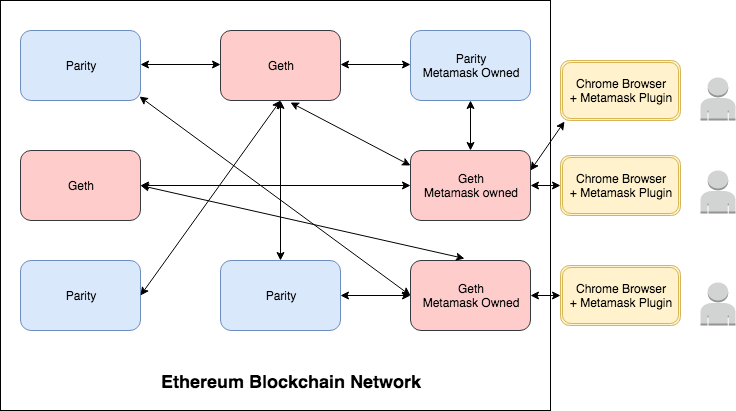 Parity
Geth
Parity
Metamask Owned
Chrome Browser
+ Metamask Plugin
Geth
Geth
Metamask owned
Chrome Browser
+ Metamask Plugin
Parity
Parity
Geth
Metamask Owned
Chrome Browser
+ Metamask Plugin
Ethereum Blockchain Network